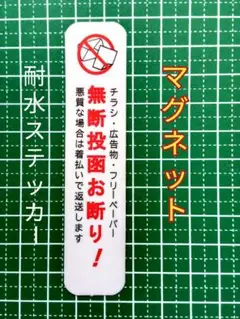 マグネット
チラシ・広告物・フリーペーパー
無断投函お断り！
悪質な場合は着払いで返送します
耐水ステッカー